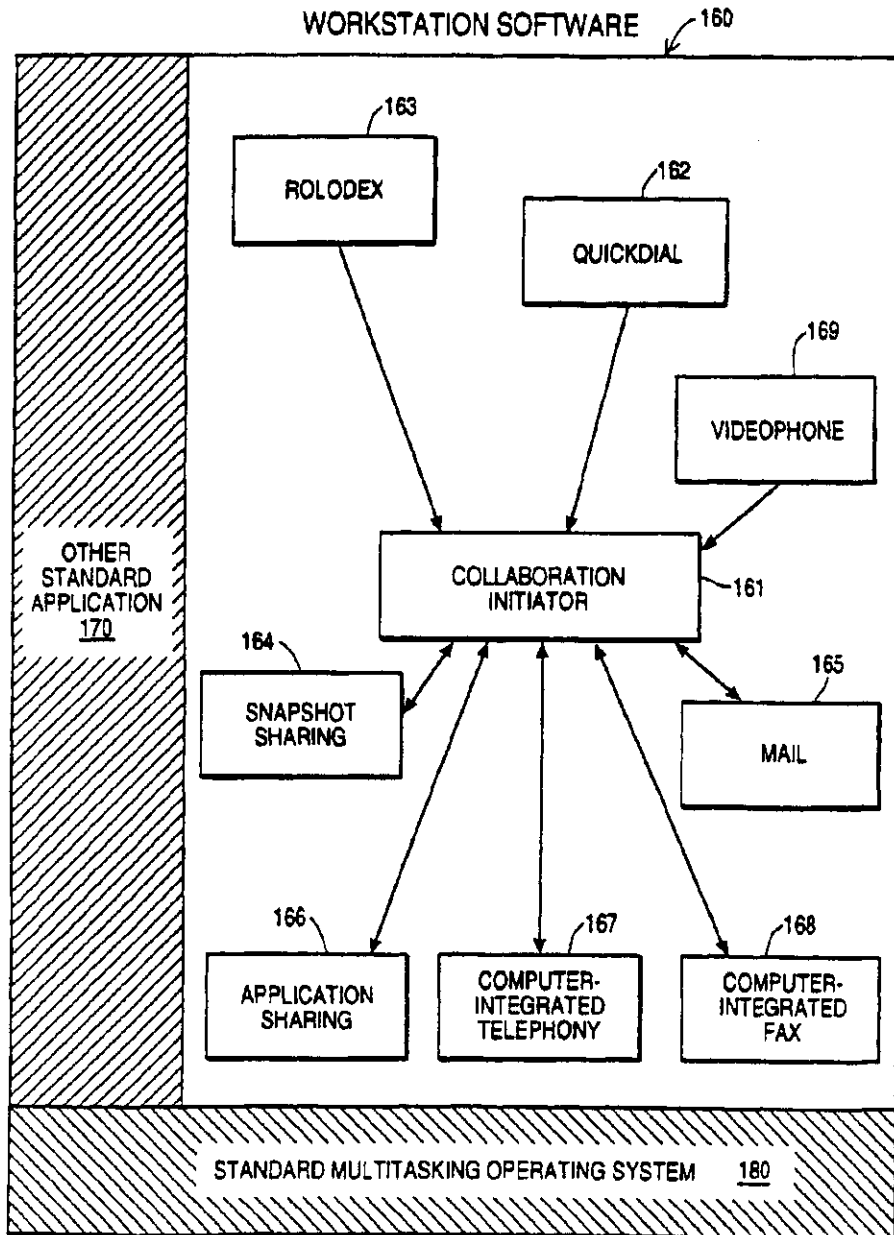 WORKSTATION SOFTWARE
160
163
ROLODEX
162
QUICKDIAL
169
VIDEOPHONE
OTHER
STANDARD
APPLICATION
170
COLLABORATION
INITIATOR
161
164
SNAPSHOT
SHARING
165
MAIL
166
APPLICATION
SHARING
167
COMPUTER-
INTEGRATED
TELEPHONY
168
COMPUTER-
INTEGRATED
FAX
STANDARD MULTITASKING OPERATING SYSTEM 180